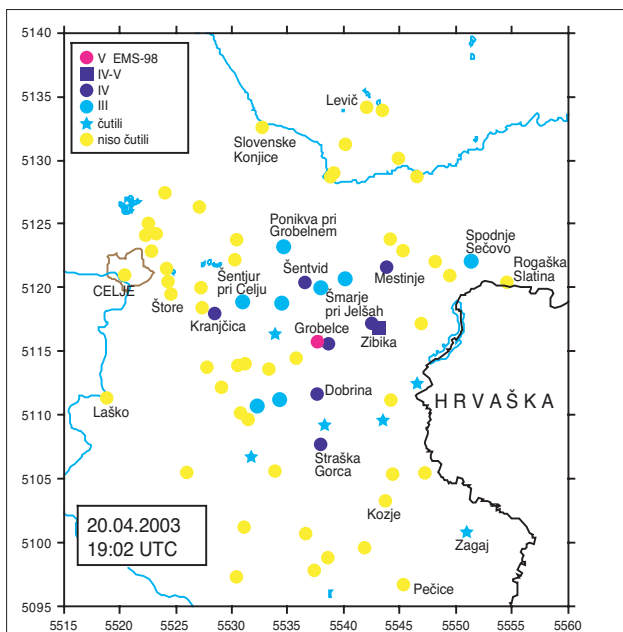 5140
5135
5130
5125
5120
5115
5110
5105
5100
5095
V EMS-98
IV-V
IV
III
čutili
niso čutili
Levič
Slovenske
Konjice
Ponikva pri
Grobelnem
Spodnje
Sečovo
Rogaška
Slatina
Šentvid
Mestinje
Šentjur
pri Celju
Šmarje
pri Jelšah
CELJE
Štore
Kranjčica
Grobelce
Zibika
Dobrina
HRVAŠKA
Laško
Straška
Gorca
Kozje
Zagaj
Pečice
20.04.2003
19:02 UTC
5515 5520 5525 5530 5535 5540 5545 5550 5555 5560